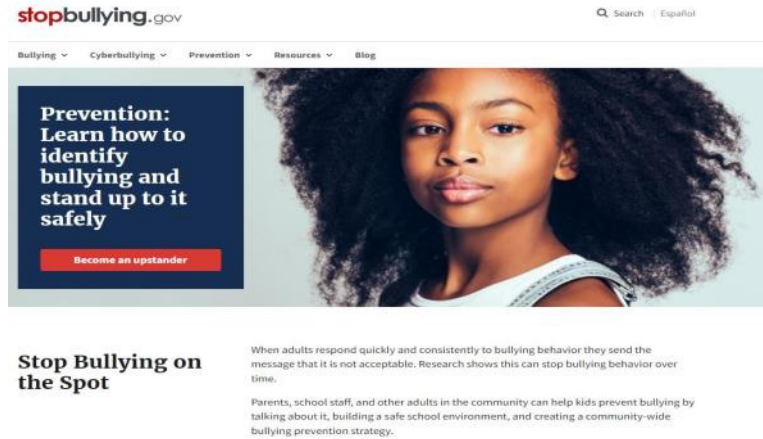 stopbullying.gov
Search | Español
Bullying Cyberbullying Prevention Resources Blog
Prevention:
Learn how to
identify
bullying and
stand up to it
safely
Become an upstander
Stop Bullying on
the Spot
When adults respond quickly and consistently to bullying behavior they send the
message that it is not acceptable. Research shows this can stop bullying behavior over
time.
Parents, school staff, and other adults in the community can help kids prevent bullying by
talking about it, building a safe school environment, and creating a community-wide
bullying prevention strategy.